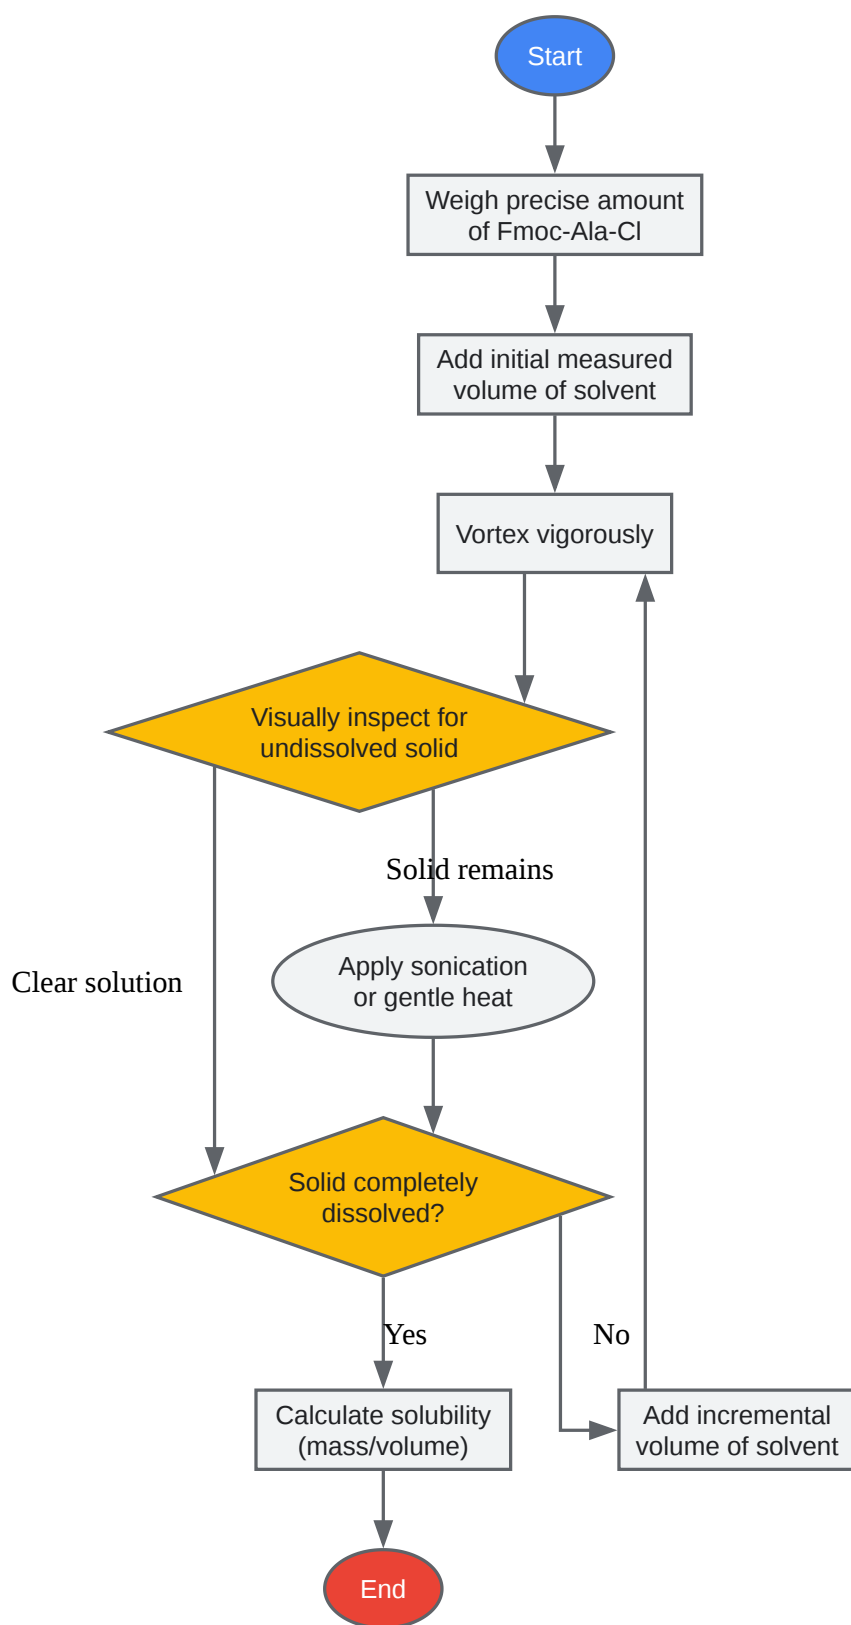 Start
Weigh precise amount
of Fmoc-Ala-Cl
Add initial measured
volume of solvent
Vortex vigorously
Visually inspect for
undissolved solid
Solid remains
Clear solution
Apply sonication
or gentle heat
Solid completely
dissolved?
Yes
No
Calculate solubility
(mass/volume)
Add incremental
volume of solvent
End